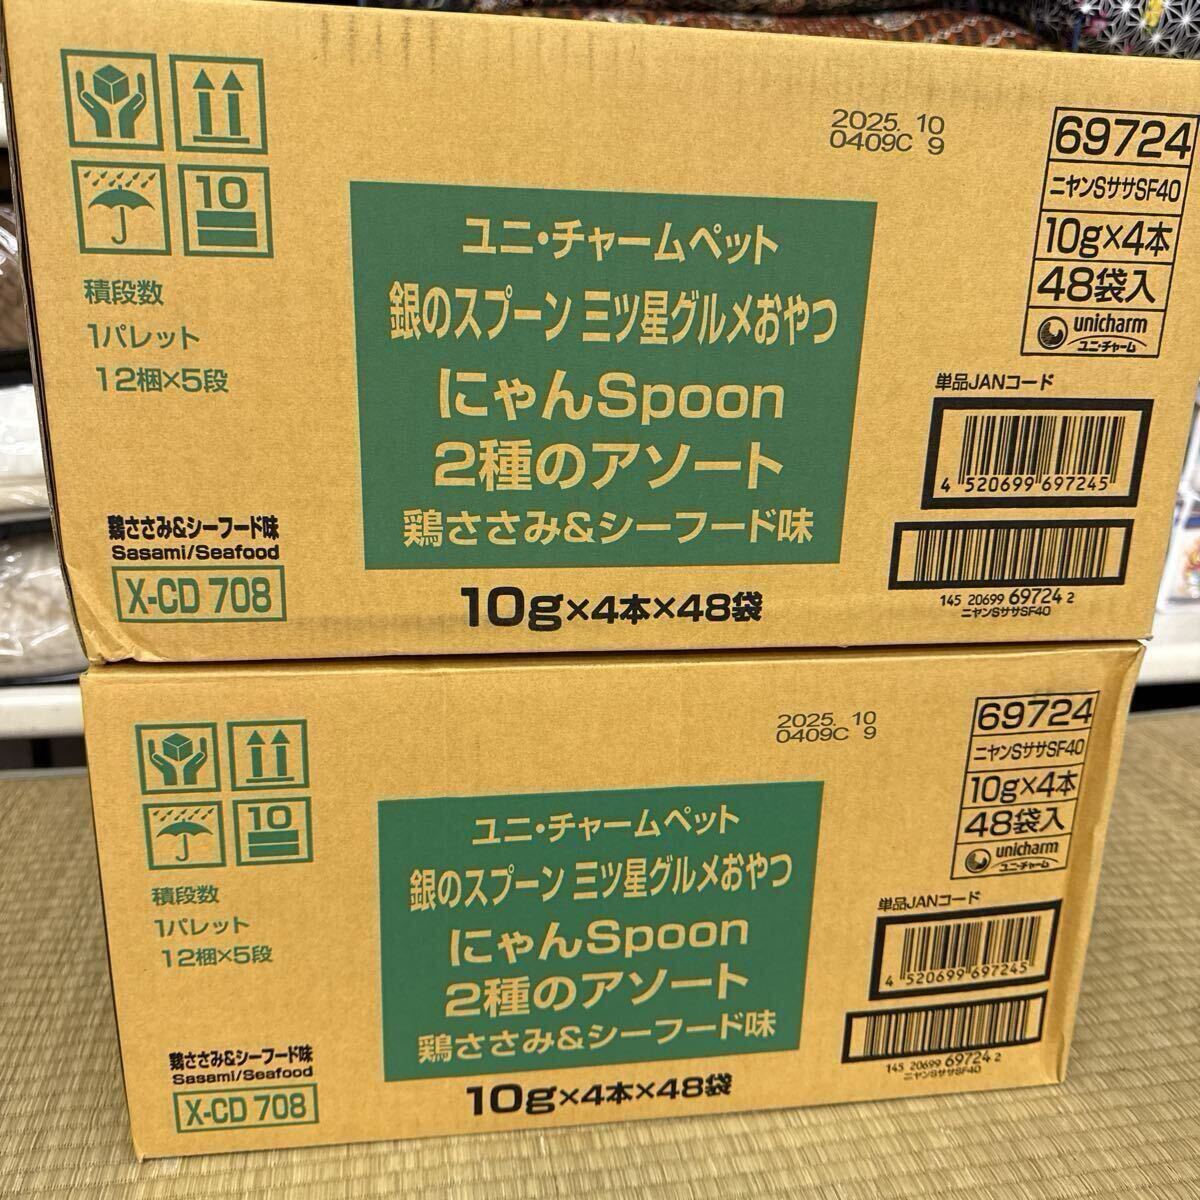 10
積段数
1パレット
12梱×5段
鶏ささみ&シーフード味
Sasami/Seafood
X-CD 708
ユニ・チャームペット
銀のスプーン 三ツ星グルメおやつ
にゃんSpoon
2種のアソート
鶏ささみ&シーフード味
10g×4本×48袋
2025. 10
0409C 9
69724
ニヤンSササSF40
10g×4本
48袋入
unicharm
ユニ・チャーム
単品JANコード
4 520699 697245
145 20699 69724 2
ニヤンSササSF40
10
積段数
1パレット
12梱×5段
鶏ささみ&シーフード味
Sasami/Seafood
X-CD 708
ユニ・チャームペット
銀のスプーン 三ツ星グルメおやつ
にゃんSpoon
2種のアソート
鶏ささみ&シーフード味
10g×4本×48袋
2025. 10
0409C 9
69724
ニヤンSササSF40
10g×4本
48袋入
unicharm
ユニ・チャーム
単品JANコード
4 520699 697245
145 20699 69724 2
ニヤンSササSF40